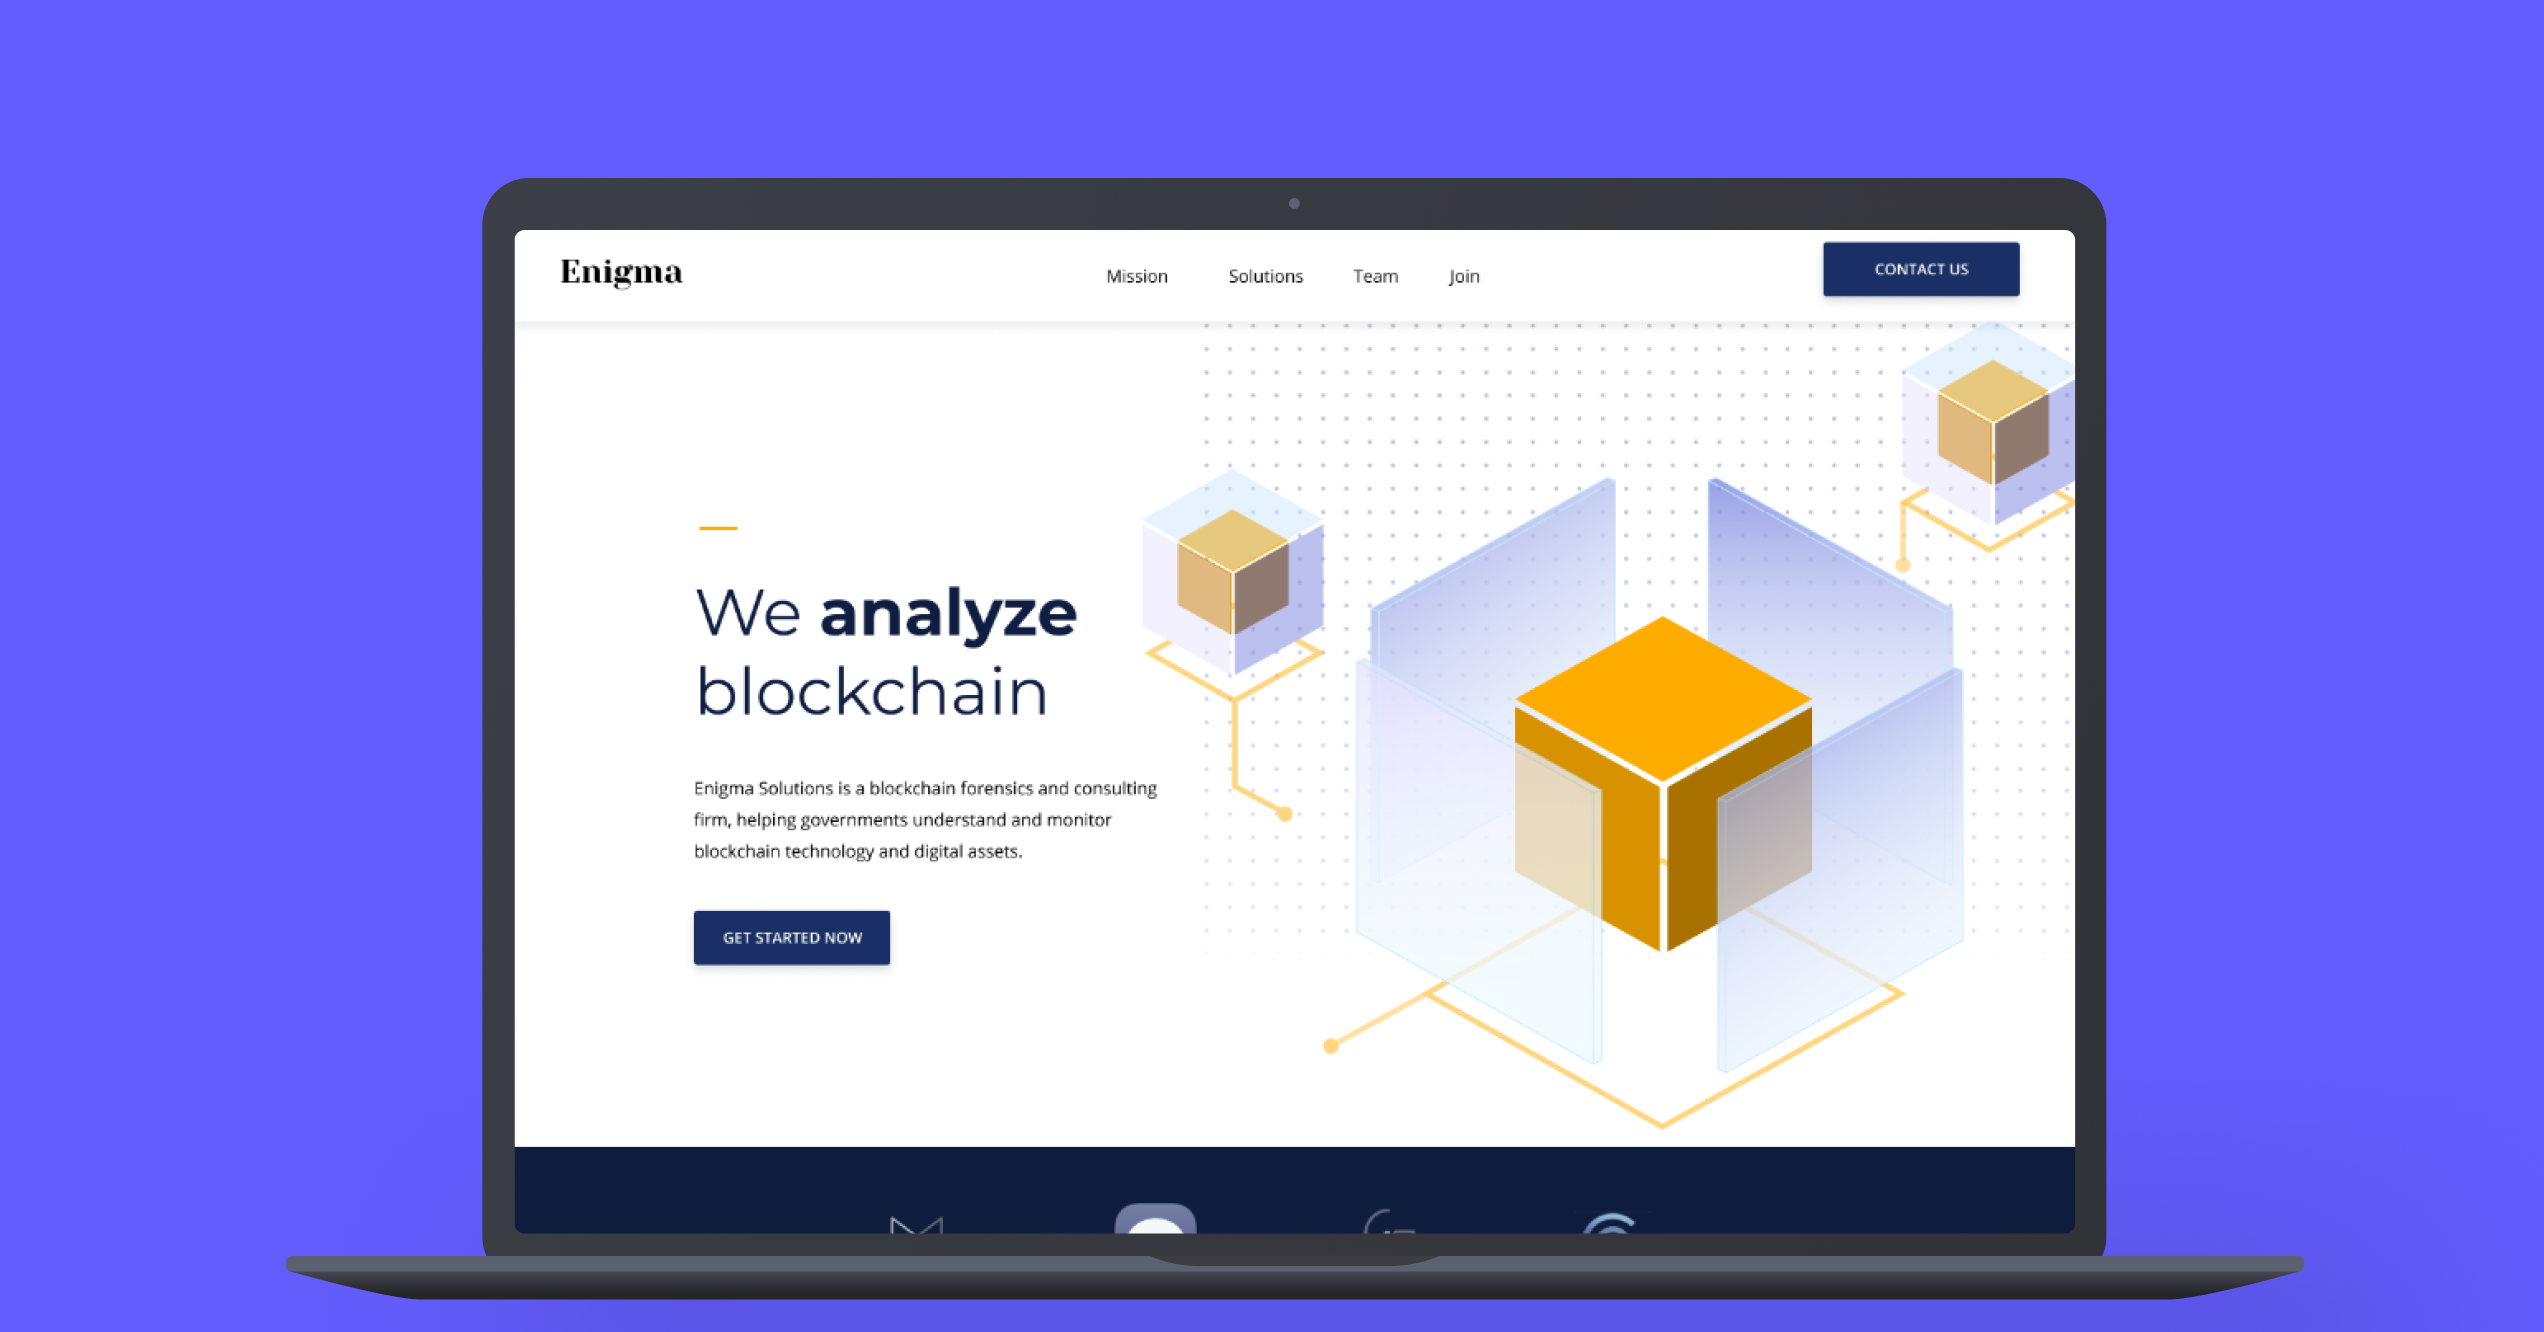 Enigma
Mission Solutions Team Join
CONTACT US
We analyze
blockchain
Enigma Solutions is a blockchain forensics and consulting
firm, helping governments understand and monitor
blockchain technology and digital assets.
GET STARTED NOW